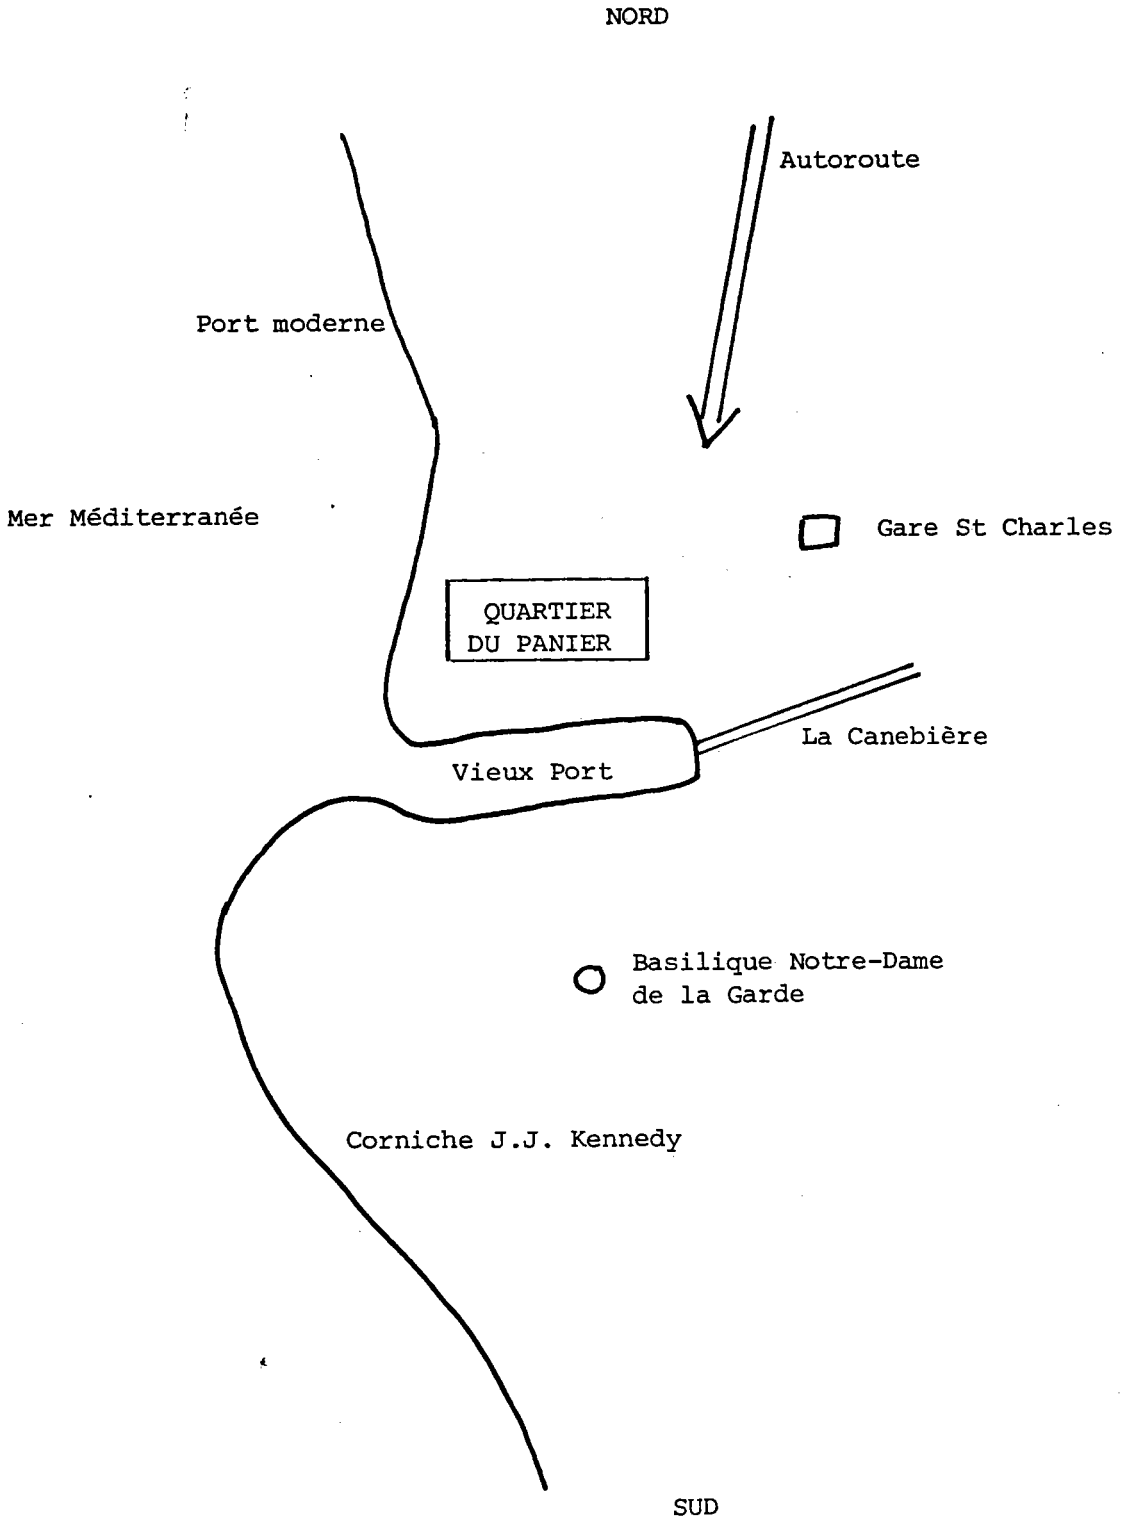 NORD
Autoroute
Port moderne
Mer Méditerranée
Gare St Charles
QUARTIER
DU PANIER
La Canebière
Vieux Port
Basilique Notre-Dame
de la Garde
Corniche J.J. Kennedy
SUD